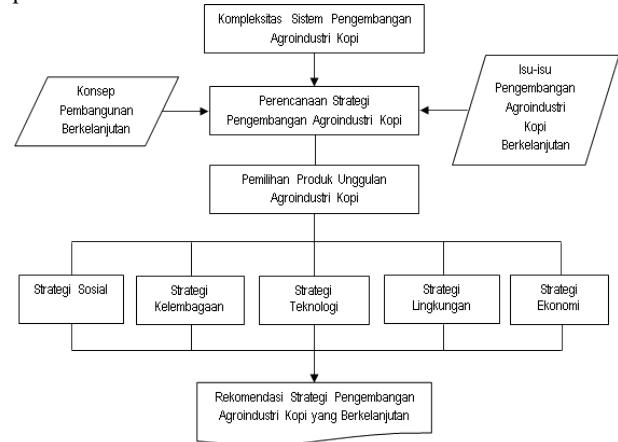 Kompleksitas Sistem Pengembangan
Agroindustri Kopi
Konsep
Pembangunan
Berkelanjutan
Perencanaan Strategi
Pengembangan Agroindustri Kopi
Isu-isu
Pengembangan
Agroindustri
Kopi
Berkelanjutan
Pemilihan Produk Unggulan
Agroindustri Kopi
Strategi Sosial
Strategi
Kelembagaan
Strategi
Teknologi
Strategi
Lingkungan
Strategi
Ekonomi
Rekomendasi Strategi Pengembangan
Agroindustri Kopi yang Berkelanjutan